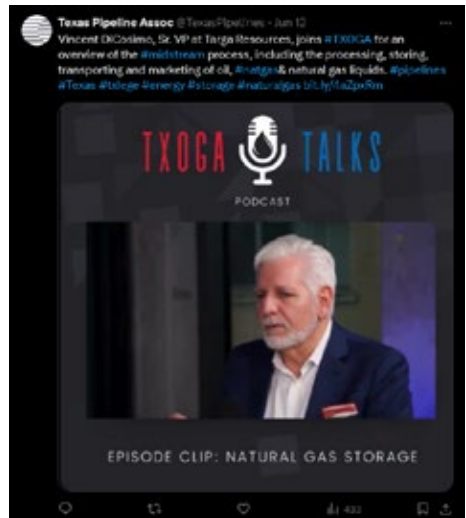 Texas Pipeline Assoc @TexasPipelines · Jun 12
Vincent DiCosimo, Sr. VP at Targa Resources, joins #TXOGA for an
overview of the #midstream process, including the processing, storing,
transporting and marketing of oil, #natgas & natural gas liquids. #pipelines
#Texas #txlege #energy #storage #naturalgas
TXOGA TALKS
PODCAST
EPISODE CLIP: NATURAL GAS STORAGE
433